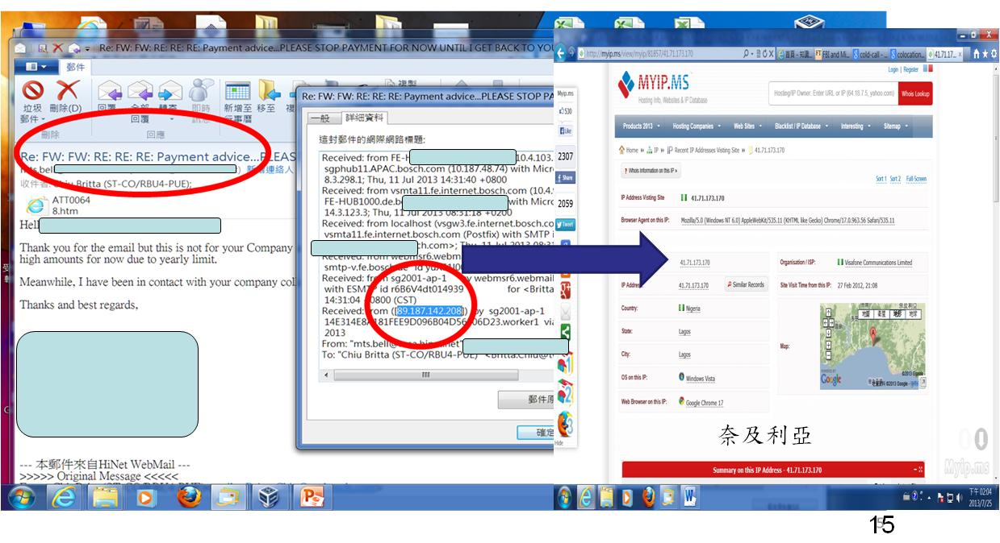 Re: FW: FW: RE: RE: RE: Payment advice...PLEASE STOP PAYMENT FOR NOW UNTIL I GET BACK TO YOU
郵件
垃圾郵件
刪除(D)
回覆
全部回覆
轉寄
即時訊息
新增至行事曆
移至
複製
刪除
回應
Re: FW: FW: RE: RE: RE: Payment advice...PLEAS
mts.bell
新增連絡人
收件者: Chiu Britta (ST-CO/RBU4-PUE);
ATT0064
8.htm
Hell
Thank you for the email but this is not for your Company
high amounts for now due to yearly limit.
Meanwhile, I have been in contact with your company col
Thanks and best regards,
--- 本郵件來自HiNet WebMail ---
>>>>> Original Message <<<<<
Re: FW: FW: RE: RE: RE: Payment advice...PLEASE STOP PA
一般
詳細資料
這封郵件的網際網路標題:
Received: from FE-H 10.4.103.
sgphub11.APAC.bosch.com (10.187.48.74) with Micr
8.3.298.1; Thu, 11 Jul 2013 14:31:40 +0800
Received: from vsmta11.fe.internet.bosch.com (10.4.
FE-HUB1000.de.b with Micro
14.3.123.3; Thu, 11 Jul 2013 08:31:18 +0200
Received: from localhost (vsgw3.fe.internet.bosch.co
vsmta11.fe.internet.bosch.com (Postfix) with SMTP i
ch.com>; Thu, 11 Jul 2013 08:31
Received: from webmsr6.webm
smtp-v.fe.bosch.de
Received: from sg2001-ap-1 by webmsr6.webmail
with ESMTP id r6B6V4dt014939 for <Britta
14:31:04 +0800 (CST)
Received: from ([89.187.142.208]) by sg2001-ap-1
2013
From: "mts.bell@
To: "Chiu Britta (ST-CO/RBU4-PUE)"
郵件原
確定
http://myip.ms/view/myip/81857/41.71.173.170
首頁 - 知識...
FBI and Mi...
cold-call - ...
colocation...
41.71.17...
Myip.ms
530
Like
2307
Share
2059
Tweet
Hide
Login | Register
MYIP.MS
Hosting Info, Websites & IP Database
Hosting/IP Owner. Enter URL or IP (64.18.7.5, yahoo.com)
Whois Lookup
Products 2013
Hosting Companies
Web Sites
Blacklist / IP Database
Interesting
Sitemap
Home » IP » Recent IP Addresses Visiting Site » 41.71.173.170
? Whois Information on this IP »
Sort 1 Sort 2 Full-Screen
IP Address Visiting Site 41.71.173.170
Browser Agent on this IP: Mozilla/5.0 (Windows NT 6.0) AppleWebKit/535.11 (KHTML like Gecko) Chrome/17.0.963.56 Safari/535.11
41.71.173.170
Organisation / ISP: Visafone Communications Limited
IP Address 41.71.173.170 Similar Records
Site Visit Time from this IP: 27 Feb 2012, 21:08
Country: Nigeria
State: Lagos
City: Lagos
OS on this IP: Windows Vista
Web Browser on this IP: Google Chrome 17
Map:
地圖
衛星
地形
地球
Google
©2013 Google
奈及利亞
Summary on this IP Address - 41.71.173.170
Myip.ms
下午 02:04
2013/7/25
15